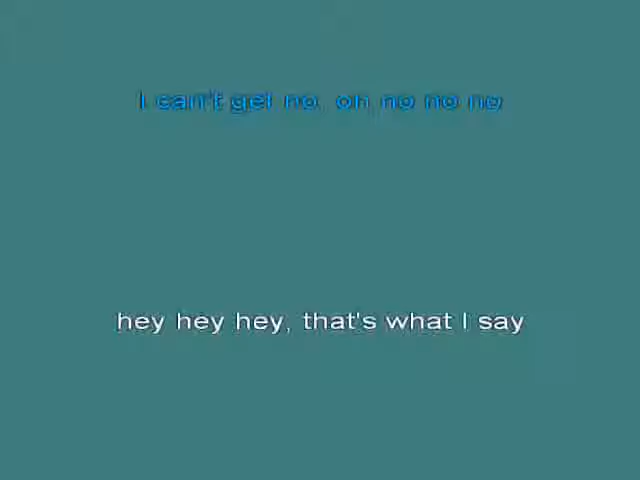 I can't get no, oh no no no
hey hey hey, that's what I say